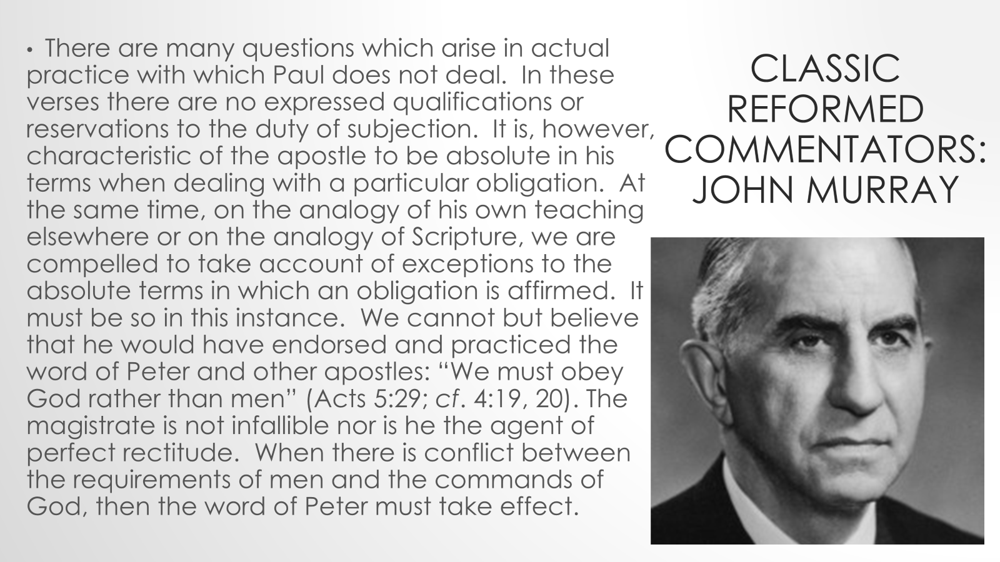 • There are many questions which arise in actual
practice with which Paul does not deal.  In these
verses there are no expressed qualifications or
reservations to the duty of subjection.  It is, however,
characteristic of the apostle to be absolute in his
terms when dealing with a particular obligation.  At
the same time, on the analogy of his own teaching
elsewhere or on the analogy of Scripture, we are
compelled to take account of exceptions to the
absolute terms in which an obligation is affirmed.  It
must be so in this instance.  We cannot but believe
that he would have endorsed and practiced the
word of Peter and other apostles: “We must obey
God rather than men” (Acts 5:29; cf. 4:19, 20). The
magistrate is not infallible nor is he the agent of
perfect rectitude.  When there is conflict between
the requirements of men and the commands of
God, then the word of Peter must take effect.
CLASSIC
REFORMED
COMMENTATORS:
JOHN MURRAY